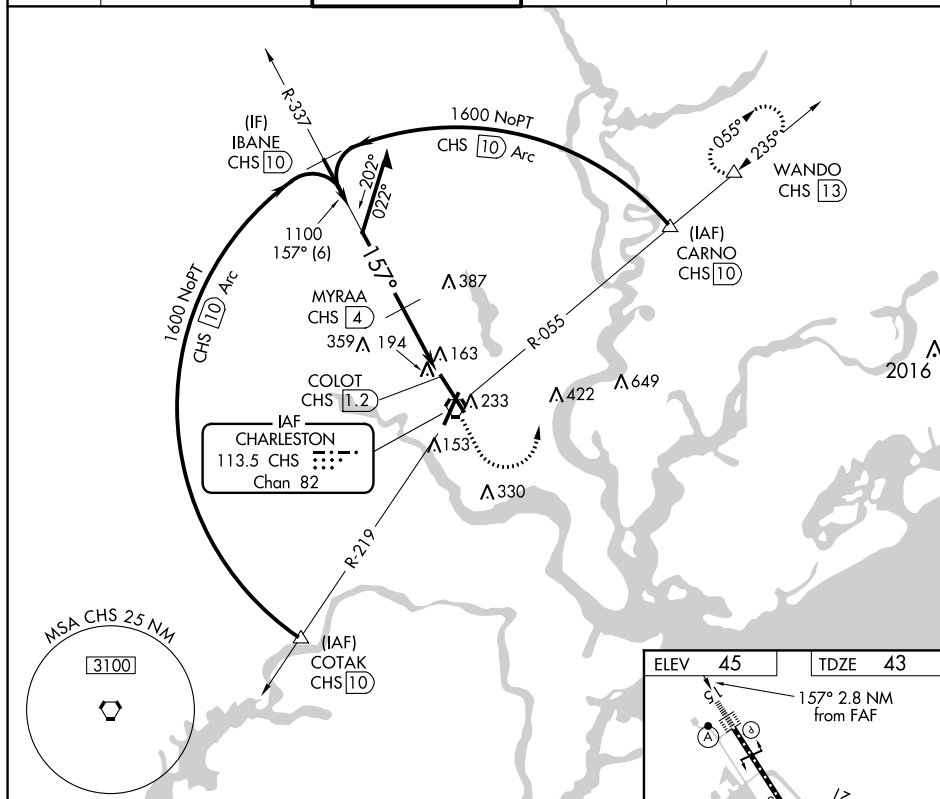 R-337
(IF)
IBANE
CHS 10
1600 NoPT
CHS 10 Arc
055°
235°
WANDO
CHS 13
202°
022°
1100
157° (6)
157°
(IAF)
CARNO
CHS 10
1600 NoPT
CHS 10 Arc
MYRAA
CHS 4
387
R-055
359
194
163
2016
COLOT
CHS 1.2
649
422
233
IAF
CHARLESTON
113.5 CHS
Chan 82
153
330
R-219
MSA CHS 25 NM
3100
(IAF)
COTAK
CHS 10
ELEV 45
TDZE 43
15
157° 2.8 NM
from FAF
A
P